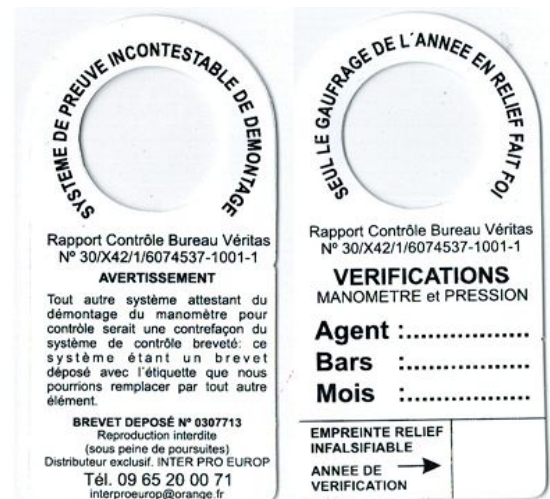 SYSTEME DE PREUVE INCONTESTABLE DE DEMONTAGE
Rapport Contrôle Bureau Véritas
Nº 30/X42/1/6074537-1001-1
AVERTISSEMENT
Tout autre système attestant du
démontage du manomètre pour
contrôle serait une contrefaçon du
système de contrôle breveté: ce
système étant un brevet
déposé avec l'étiquette que nous
pourrions remplacer par tout autre
élément.
BREVET DEPOSÉ Nº 0307713
Reproduction interdite
(sous peine de poursuites)
Distributeur exclusif. INTER PRO EUROP
Tél. 09 65 20 00 71
interproeurop@orange.fr
SEUL LE GAUFRAGE DE L´ANNEE EN RELIEF FAIT FOI
Rapport Contrôle Bureau Véritas
Nº 30/X42/1/6074537-1001-1
VERIFICATIONS
MANOMETRE et PRESSION
Agent :..................
Bars :..................
Mois :..................
EMPREINTE RELIEF
INFALSIFIABLE
ANNEE DE
VERIFICATION